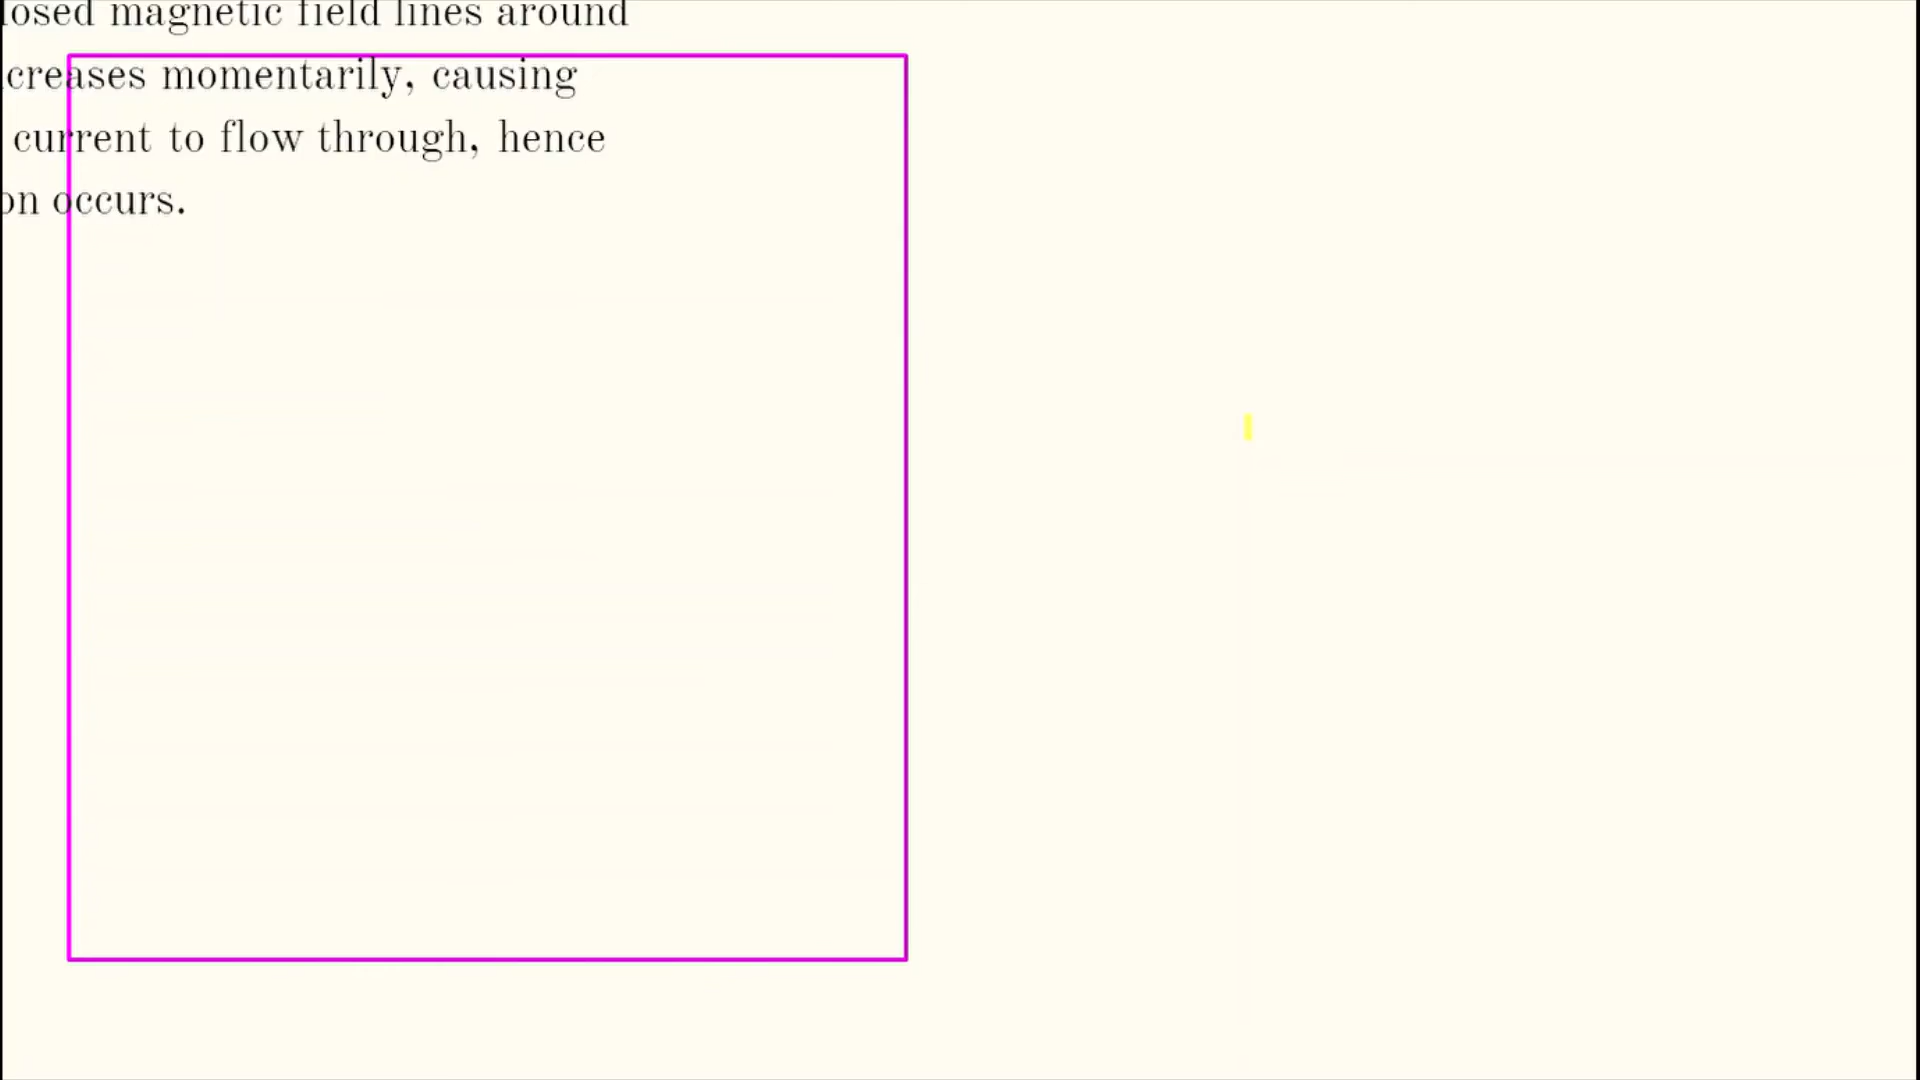 losed magnetic field lines around
creases momentarily, causing
current to flow through, hence
on occurs.